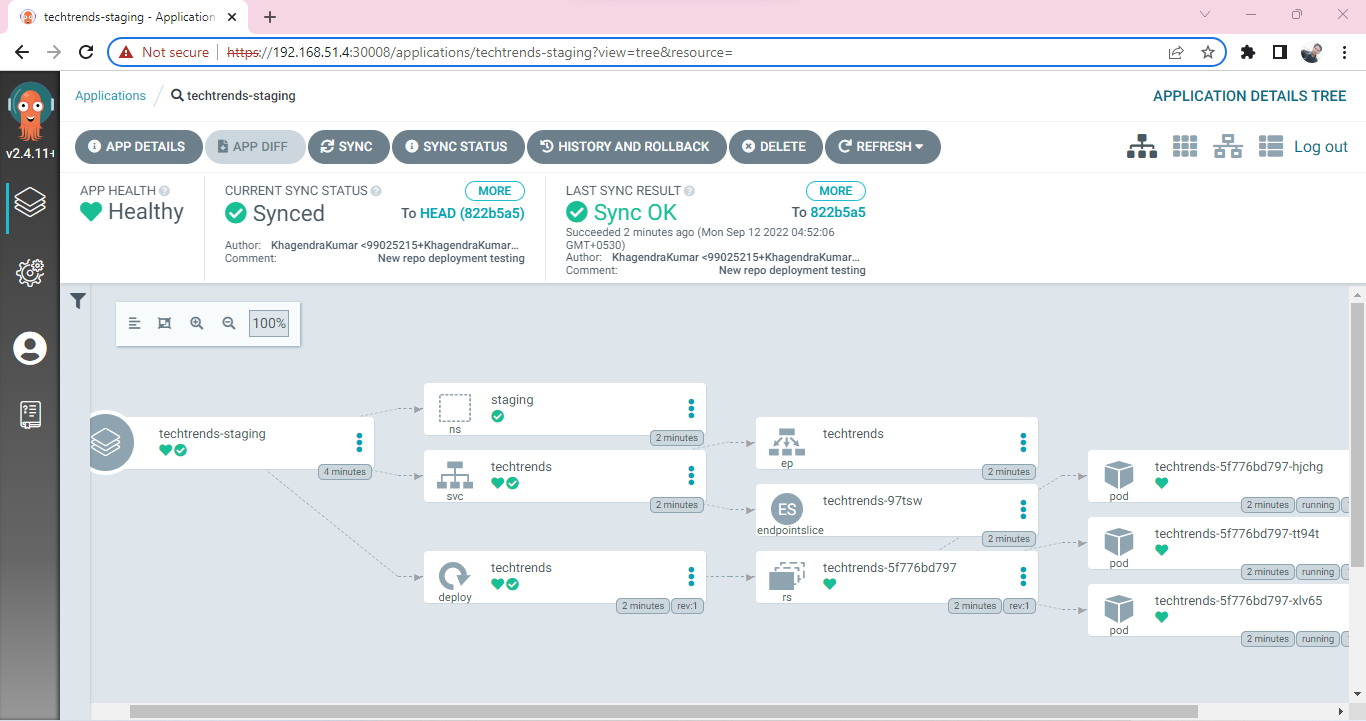 techtrends-staging - Application
Not secure
https://192.168.51.4:30008/applications/techtrends-staging?view=tree&resource=
v2.4.11+
Applications
techtrends-staging
APPLICATION DETAILS TREE
APP DETAILS
APP DIFF
SYNC
SYNC STATUS
HISTORY AND ROLLBACK
DELETE
REFRESH
Log out
APP HEALTH
Healthy
CURRENT SYNC STATUS
MORE
Synced
To HEAD (822b5a5)
Author: KhagendraKumar <99025215+KhagendraKumar...
Comment: New repo deployment testing
LAST SYNC RESULT
MORE
Sync OK
To 822b5a5
Succeeded 2 minutes ago (Mon Sep 12 2022 04:52:06
GMT+0530)
Author: KhagendraKumar <99025215+KhagendraKumar...
Comment: New repo deployment testing
100%
techtrends-staging
4 minutes
staging
ns
2 minutes
techtrends
svc
2 minutes
techtrends
deploy
2 minutes
rev:1
techtrends
ep
2 minutes
ES
techtrends-97tsw
endpointslice
2 minutes
techtrends-5f776bd797
rs
2 minutes
rev:1
techtrends-5f776bd797-hjchg
pod
2 minutes
running
techtrends-5f776bd797-tt94t
pod
2 minutes
running
techtrends-5f776bd797-xlv65
pod
2 minutes
running